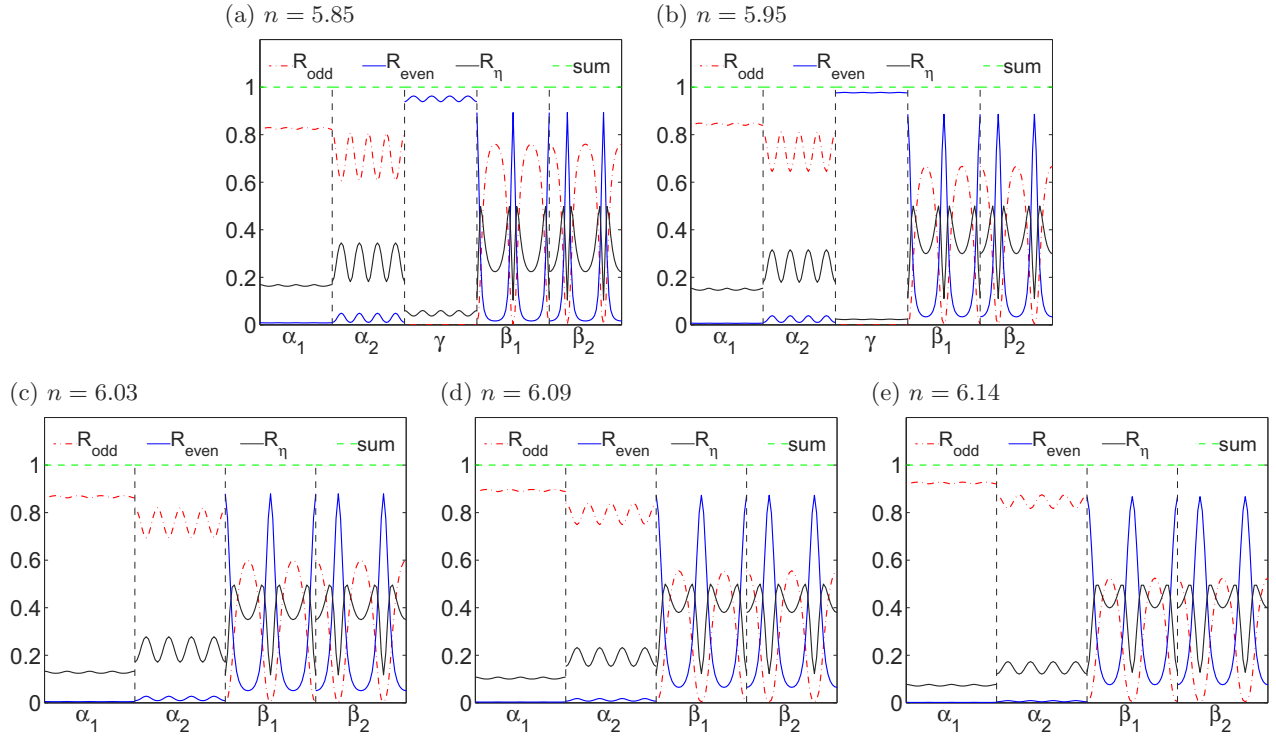 (a) n = 5.85
R_odd R_even R_η sum
1
0.8
0.6
0.4
0.2
0
α_1 α_2 γ β_1 β_2
(b) n = 5.95
R_odd R_even R_η sum
1
0.8
0.6
0.4
0.2
0
α_1 α_2 γ β_1 β_2
(c) n = 6.03
R_odd R_even R_η sum
1
0.8
0.6
0.4
0.2
0
α_1 α_2 β_1 β_2
(d) n = 6.09
R_odd R_even R_η sum
1
0.8
0.6
0.4
0.2
0
α_1 α_2 β_1 β_2
(e) n = 6.14
R_odd R_even R_η sum
1
0.8
0.6
0.4
0.2
0
α_1 α_2 β_1 β_2